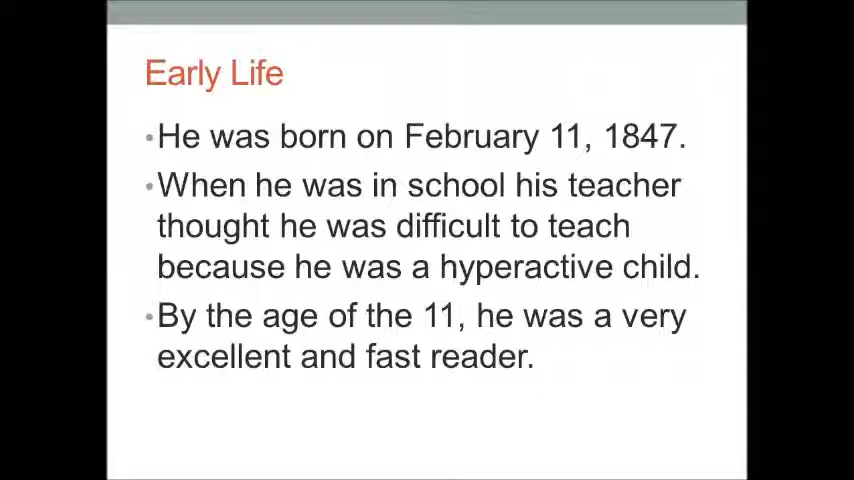 Early Life
•He was born on February 11, 1847.
•When he was in school his teacher
thought he was difficult to teach
because he was a hyperactive child.
•By the age of the 11, he was a very
excellent and fast reader.